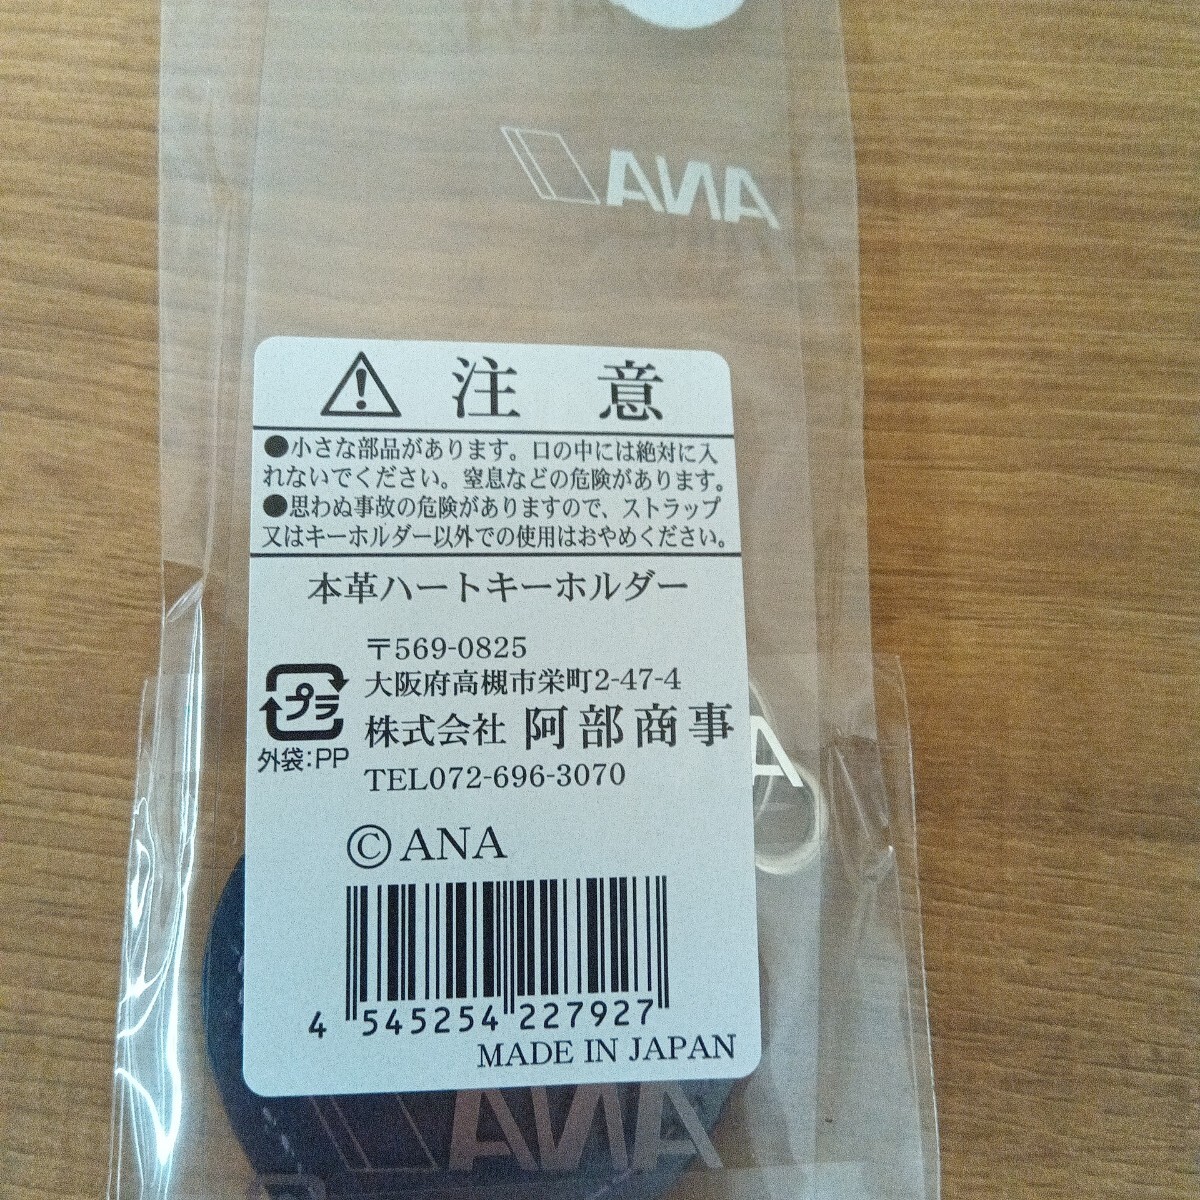 ANA
注 意
●小さな部品があります。口の中には絶対に入
れないでください。窒息などの危険があります。
●思わぬ事故の危険がありますので、ストラップ
又はキーホルダー以外での使用はおやめください。
本革ハートキーホルダー
〒569-0825
大阪府高槻市栄町2-47-4
プラ
株式会社 阿部商事
外袋:PP
TEL072-696-3070
A
©ANA
4 545254 227927
MADE IN JAPAN
ANA